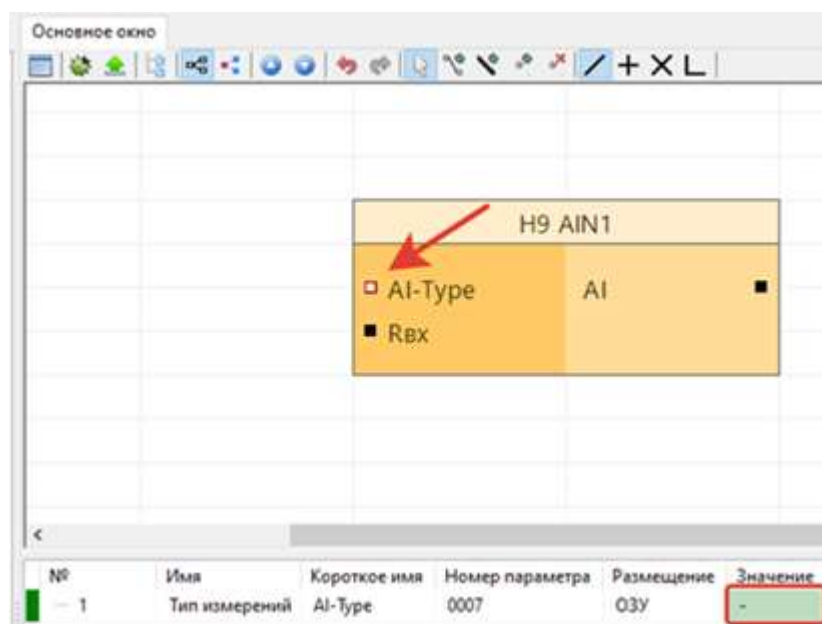 Основное окно
H9 AIN1
AI-Type AI
Rвх
№ Имя Короткое имя Номер параметра Размещение Значение
1 Тип измерений AI-Type 0007 ОЗУ -